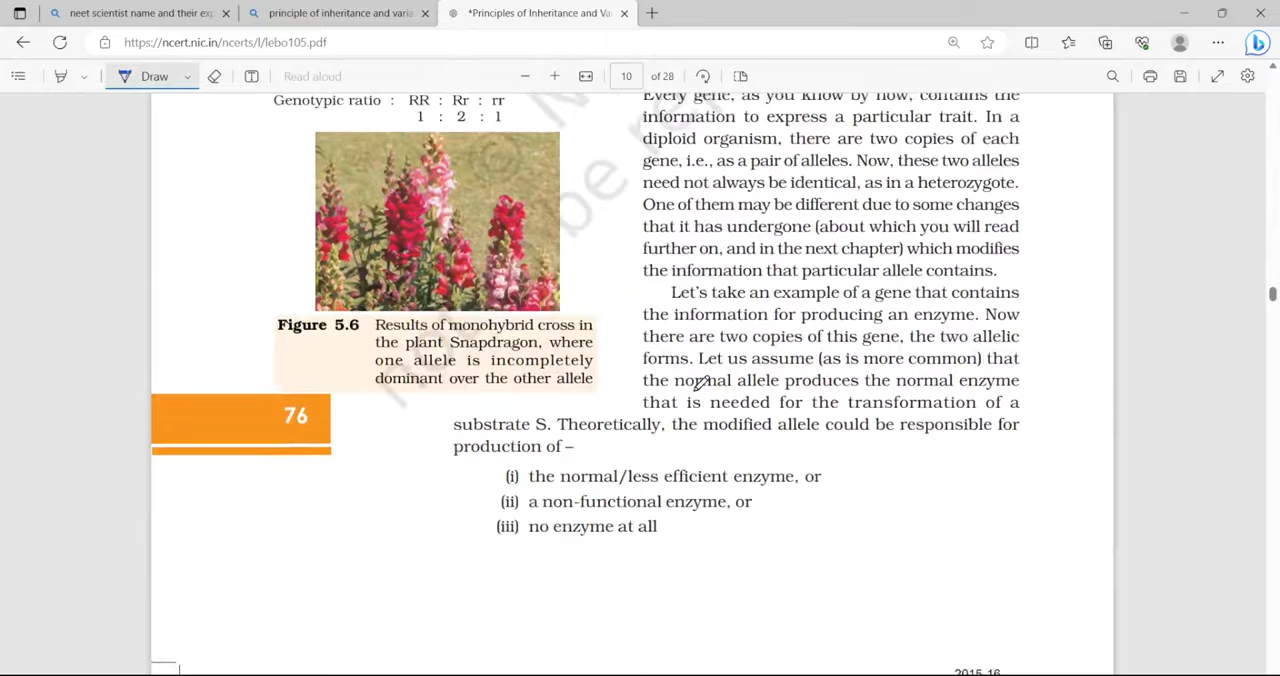 neet scientist name and their exp
principle of inheritance and varia
*Principles of Inheritance and Va
https://ncert.nic.in/ncerts/l/lebo105.pdf
Draw
Read aloud
10 of 28
Genotypic ratio : RR : Rr : rr
1 : 2 : 1
Figure 5.6 Results of monohybrid cross in
the plant Snapdragon, where
one allele is incompletely
dominant over the other allele
76
Every gene, as you know by now, contains the
information to express a particular trait. In a
diploid organism, there are two copies of each
gene, i.e., as a pair of alleles. Now, these two alleles
need not always be identical, as in a heterozygote.
One of them may be different due to some changes
that it has undergone (about which you will read
further on, and in the next chapter) which modifies
the information that particular allele contains.
Let's take an example of a gene that contains
the information for producing an enzyme. Now
there are two copies of this gene, the two allelic
forms. Let us assume (as is more common) that
the normal allele produces the normal enzyme
that is needed for the transformation of a
substrate S. Theoretically, the modified allele could be responsible for
production of –
(i) the normal/less efficient enzyme, or
(ii) a non-functional enzyme, or
(iii) no enzyme at all
2015-16